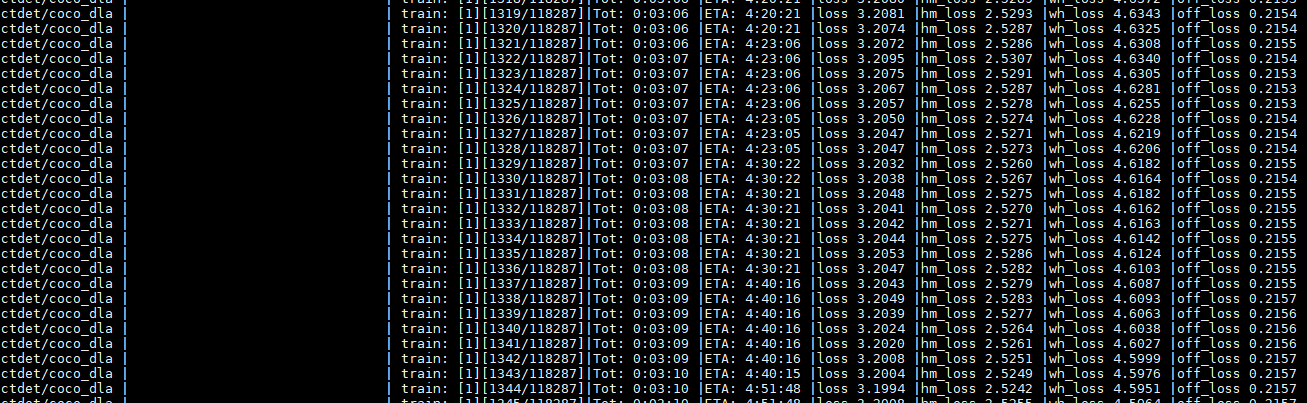 ctdet/coco_dla | | train: [1][1319/118287]|Tot: 0:03:06 |ETA: 4:20:21 |loss 3.2081 |hm_loss 2.5293 |wh_loss 4.6343 |off_loss 0.2154
ctdet/coco_dla | | train: [1][1320/118287]|Tot: 0:03:06 |ETA: 4:20:21 |loss 3.2074 |hm_loss 2.5287 |wh_loss 4.6325 |off_loss 0.2154
ctdet/coco_dla | | train: [1][1321/118287]|Tot: 0:03:06 |ETA: 4:23:06 |loss 3.2072 |hm_loss 2.5286 |wh_loss 4.6308 |off_loss 0.2155
ctdet/coco_dla | | train: [1][1322/118287]|Tot: 0:03:07 |ETA: 4:23:06 |loss 3.2095 |hm_loss 2.5307 |wh_loss 4.6340 |off_loss 0.2155
ctdet/coco_dla | | train: [1][1323/118287]|Tot: 0:03:07 |ETA: 4:23:06 |loss 3.2075 |hm_loss 2.5291 |wh_loss 4.6305 |off_loss 0.2153
ctdet/coco_dla | | train: [1][1324/118287]|Tot: 0:03:07 |ETA: 4:23:06 |loss 3.2067 |hm_loss 2.5287 |wh_loss 4.6281 |off_loss 0.2153
ctdet/coco_dla | | train: [1][1325/118287]|Tot: 0:03:07 |ETA: 4:23:06 |loss 3.2057 |hm_loss 2.5278 |wh_loss 4.6255 |off_loss 0.2153
ctdet/coco_dla | | train: [1][1326/118287]|Tot: 0:03:07 |ETA: 4:23:05 |loss 3.2050 |hm_loss 2.5274 |wh_loss 4.6228 |off_loss 0.2154
ctdet/coco_dla | | train: [1][1327/118287]|Tot: 0:03:07 |ETA: 4:23:05 |loss 3.2047 |hm_loss 2.5271 |wh_loss 4.6219 |off_loss 0.2154
ctdet/coco_dla | | train: [1][1328/118287]|Tot: 0:03:07 |ETA: 4:23:05 |loss 3.2047 |hm_loss 2.5273 |wh_loss 4.6206 |off_loss 0.2154
ctdet/coco_dla | | train: [1][1329/118287]|Tot: 0:03:07 |ETA: 4:30:22 |loss 3.2032 |hm_loss 2.5260 |wh_loss 4.6182 |off_loss 0.2155
ctdet/coco_dla | | train: [1][1330/118287]|Tot: 0:03:08 |ETA: 4:30:22 |loss 3.2038 |hm_loss 2.5267 |wh_loss 4.6164 |off_loss 0.2154
ctdet/coco_dla | | train: [1][1331/118287]|Tot: 0:03:08 |ETA: 4:30:21 |loss 3.2048 |hm_loss 2.5275 |wh_loss 4.6182 |off_loss 0.2155
ctdet/coco_dla | | train: [1][1332/118287]|Tot: 0:03:08 |ETA: 4:30:21 |loss 3.2041 |hm_loss 2.5270 |wh_loss 4.6162 |off_loss 0.2155
ctdet/coco_dla | | train: [1][1333/118287]|Tot: 0:03:08 |ETA: 4:30:21 |loss 3.2042 |hm_loss 2.5271 |wh_loss 4.6163 |off_loss 0.2155
ctdet/coco_dla | | train: [1][1334/118287]|Tot: 0:03:08 |ETA: 4:30:21 |loss 3.2044 |hm_loss 2.5275 |wh_loss 4.6142 |off_loss 0.2155
ctdet/coco_dla | | train: [1][1335/118287]|Tot: 0:03:08 |ETA: 4:30:21 |loss 3.2053 |hm_loss 2.5286 |wh_loss 4.6124 |off_loss 0.2155
ctdet/coco_dla | | train: [1][1336/118287]|Tot: 0:03:08 |ETA: 4:30:21 |loss 3.2047 |hm_loss 2.5282 |wh_loss 4.6103 |off_loss 0.2155
ctdet/coco_dla | | train: [1][1337/118287]|Tot: 0:03:09 |ETA: 4:40:16 |loss 3.2043 |hm_loss 2.5279 |wh_loss 4.6087 |off_loss 0.2155
ctdet/coco_dla | | train: [1][1338/118287]|Tot: 0:03:09 |ETA: 4:40:16 |loss 3.2049 |hm_loss 2.5283 |wh_loss 4.6093 |off_loss 0.2157
ctdet/coco_dla | | train: [1][1339/118287]|Tot: 0:03:09 |ETA: 4:40:16 |loss 3.2039 |hm_loss 2.5277 |wh_loss 4.6063 |off_loss 0.2156
ctdet/coco_dla | | train: [1][1340/118287]|Tot: 0:03:09 |ETA: 4:40:16 |loss 3.2024 |hm_loss 2.5264 |wh_loss 4.6038 |off_loss 0.2156
ctdet/coco_dla | | train: [1][1341/118287]|Tot: 0:03:09 |ETA: 4:40:16 |loss 3.2020 |hm_loss 2.5261 |wh_loss 4.6027 |off_loss 0.2156
ctdet/coco_dla | | train: [1][1342/118287]|Tot: 0:03:09 |ETA: 4:40:16 |loss 3.2008 |hm_loss 2.5251 |wh_loss 4.5999 |off_loss 0.2157
ctdet/coco_dla | | train: [1][1343/118287]|Tot: 0:03:10 |ETA: 4:40:15 |loss 3.2004 |hm_loss 2.5249 |wh_loss 4.5976 |off_loss 0.2157
ctdet/coco_dla | | train: [1][1344/118287]|Tot: 0:03:10 |ETA: 4:51:48 |loss 3.1994 |hm_loss 2.5242 |wh_loss 4.5951 |off_loss 0.2157